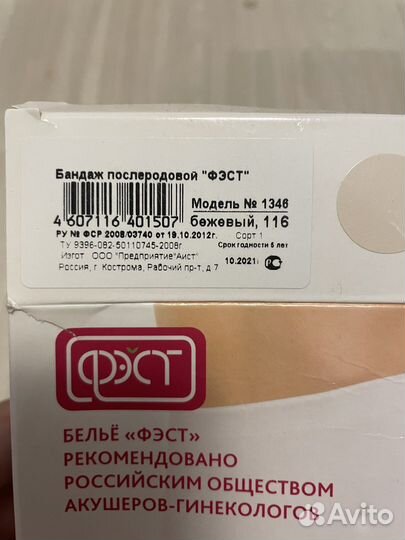 Бандаж послеродовой "ФЭСТ"
Модель № 1346
4 607116 401507 бежевый, 116
РУ № ФСР 2008/03740 от 19.10.2012г. Сорт 1
ТУ 9396-082-50110745-2008г Срок годности 5 лет
Изгот. ООО "Предприятие"Аист"
Россия, г. Кострома, Рабочий пр-т, д 7
10.2021г
ФЭСТ
БЕЛЬЁ «ФЭСТ»
РЕКОМЕНДОВАНО
РОССИЙСКИМ ОБЩЕСТВОМ
АКУШЕРОВ-ГИНЕКОЛОГОВ
Avito